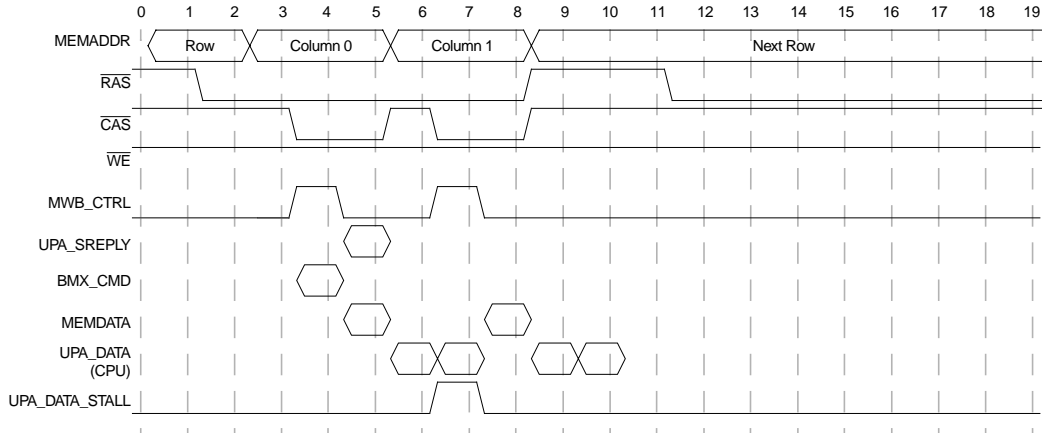 0 1 2 3 4 5 6 7 8 9 10 11 12 13 14 15 16 17 18 19
MEMADDR Row Column 0 Column 1 Next Row
RAS
CAS
WE
MWB_CTRL
UPA_SREPLY
BMX_CMD
MEMDATA
UPA_DATA
(CPU)
UPA_DATA_STALL